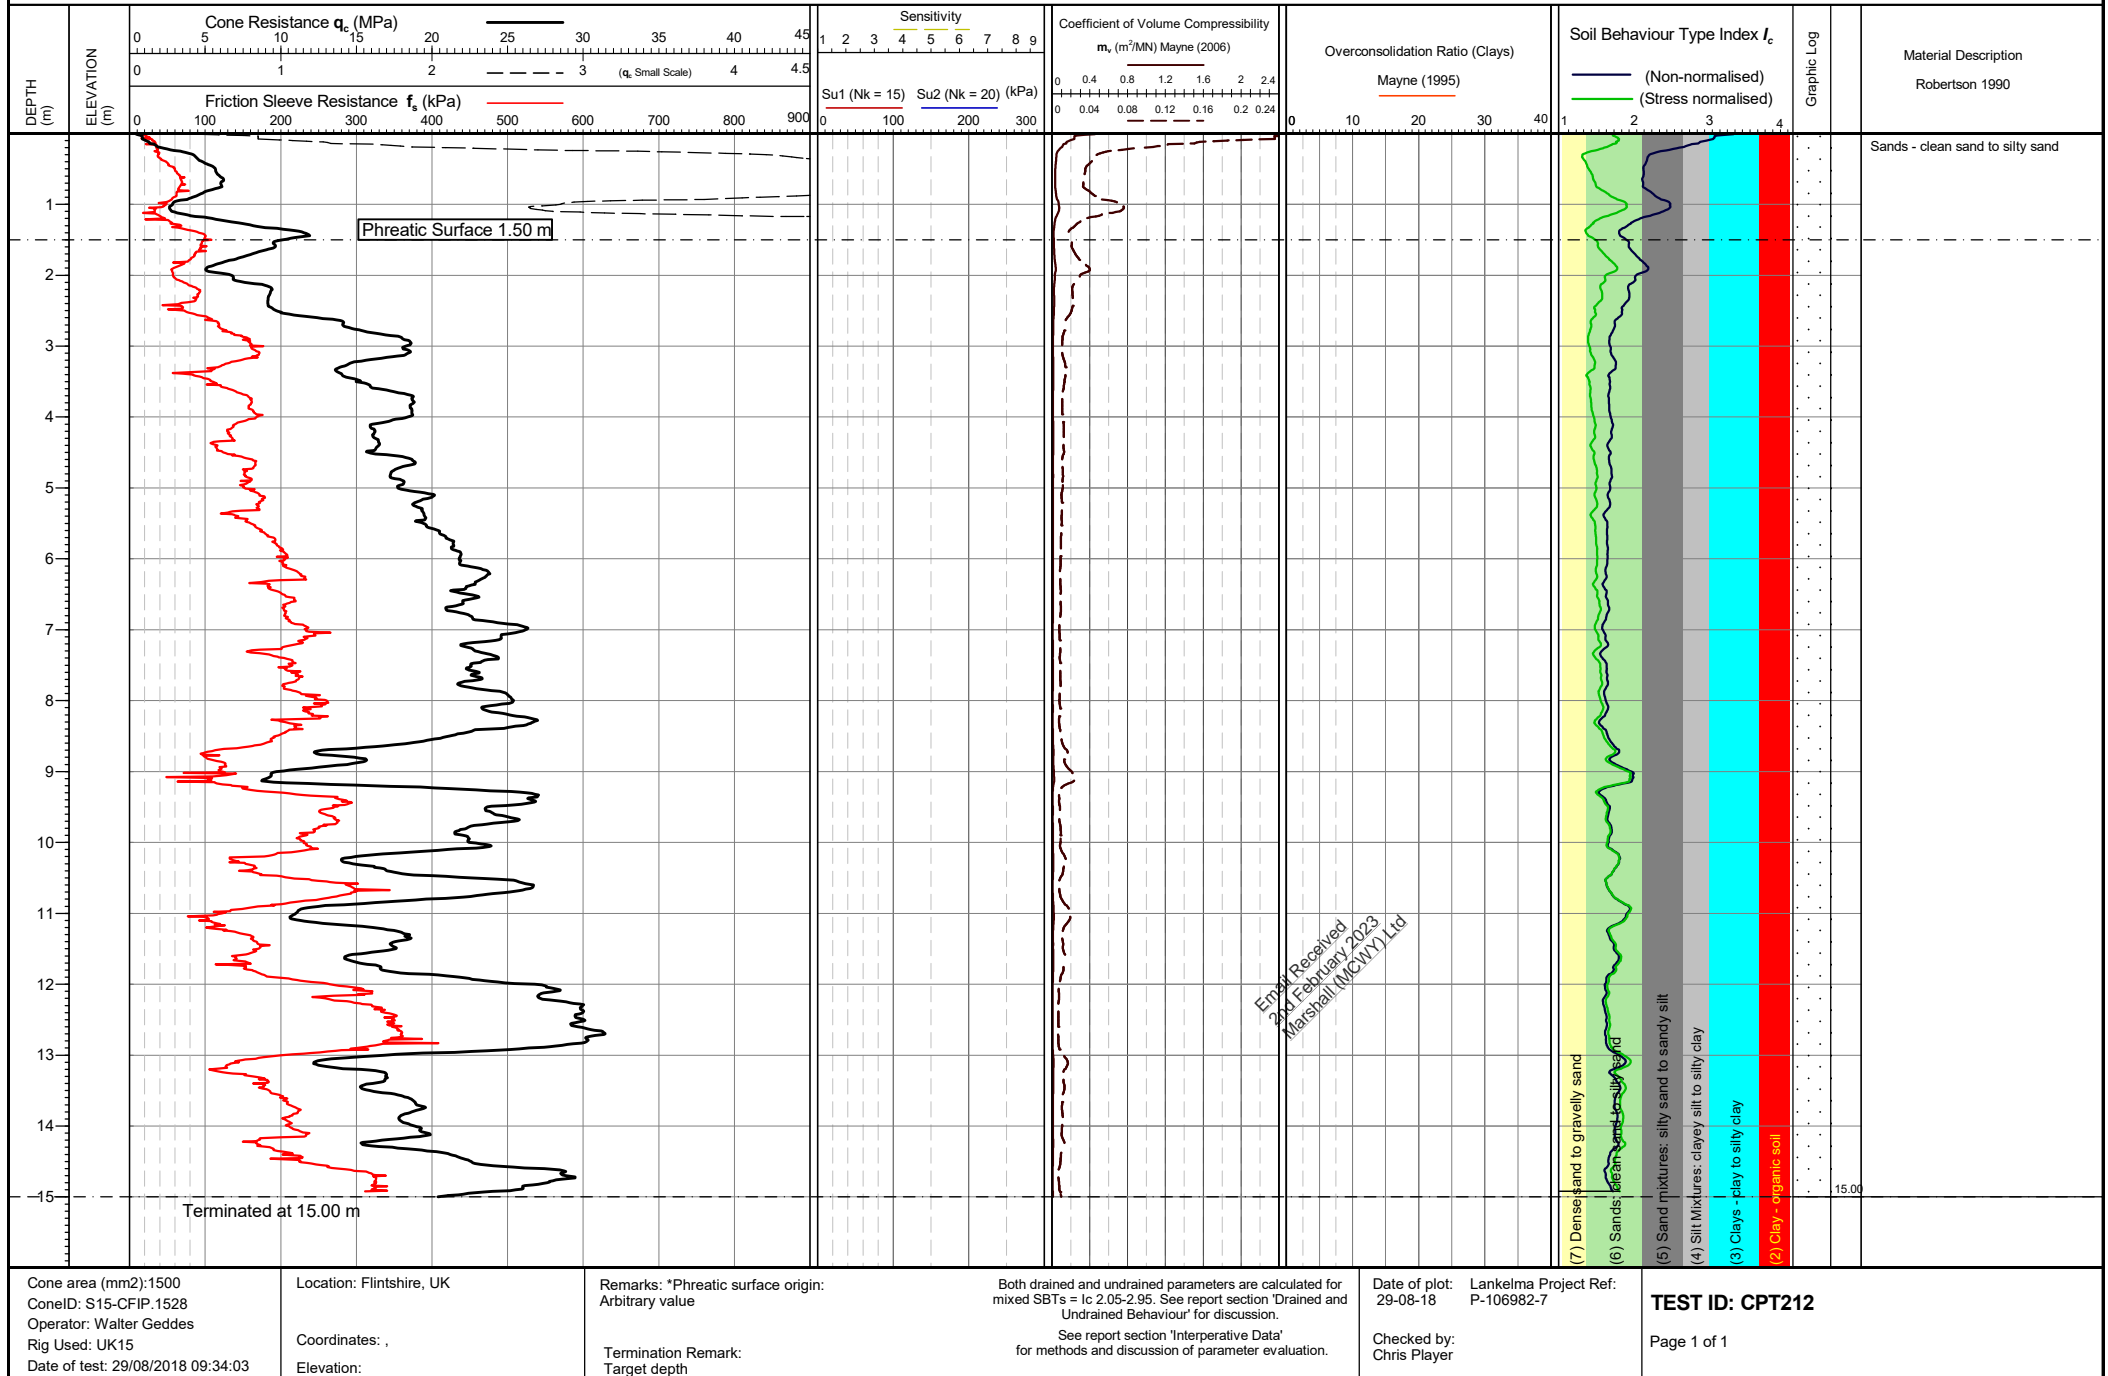 DEPTH (m)
ELEVATION (m)
Cone Resistance qc (MPa)
0 5 10 15 20 25 30 35 40 45
0 1 2 3 4 4.5
(qc Small Scale)
Friction Sleeve Resistance fs (kPa)
0 100 200 300 400 500 600 700 800 900
Sensitivity
1 2 3 4 5 6 7 8 9
Su1 (Nk = 15) Su2 (Nk = 20) (kPa)
0 100 200 300
Coefficient of Volume Compressibility
mv (m²/MN) Mayne (2006)
0 0.4 0.8 1.2 1.6 2 2.4
0 0.04 0.08 0.12 0.16 0.2 0.24
Overconsolidation Ratio (Clays)
Mayne (1995)
0 10 20 30 40
Soil Behaviour Type Index Ic
(Non-normalised)
(Stress normalised)
1 2 3 4
Graphic Log
Material Description
Robertson 1990
Sands - clean sand to silty sand
1
Phreatic Surface 1.50 m
2
3
4
5
6
7
8
9
10
11
12
13
14
15
Terminated at 15.00 m
15.00
Email Received
2nd February 2023
Marshall (MCWY) Ltd
(7) Dense sand to gravelly sand
(6) Sands: clean sand to silty sand
(5) Sand mixtures: silty sand to sandy silt
(4) Silt Mixtures: clayey silt to silty clay
(3) Clays - clay to silty clay
(2) Clay - organic soil
Cone area (mm2):1500
ConeID: S15-CFIP.1528
Operator: Walter Geddes
Rig Used: UK15
Date of test: 29/08/2018 09:34:03
Location: Flintshire, UK
Coordinates: ,
Elevation:
Remarks: *Phreatic surface origin:
Arbitrary value
Termination Remark:
Target depth
Both drained and undrained parameters are calculated for
mixed SBTs = Ic 2.05-2.95. See report section 'Drained and
Undrained Behaviour' for discussion.
See report section 'Interperative Data'
for methods and discussion of parameter evaluation.
Date of plot:
29-08-18
Lankelma Project Ref:
P-106982-7
Checked by:
Chris Player
TEST ID: CPT212
Page 1 of 1